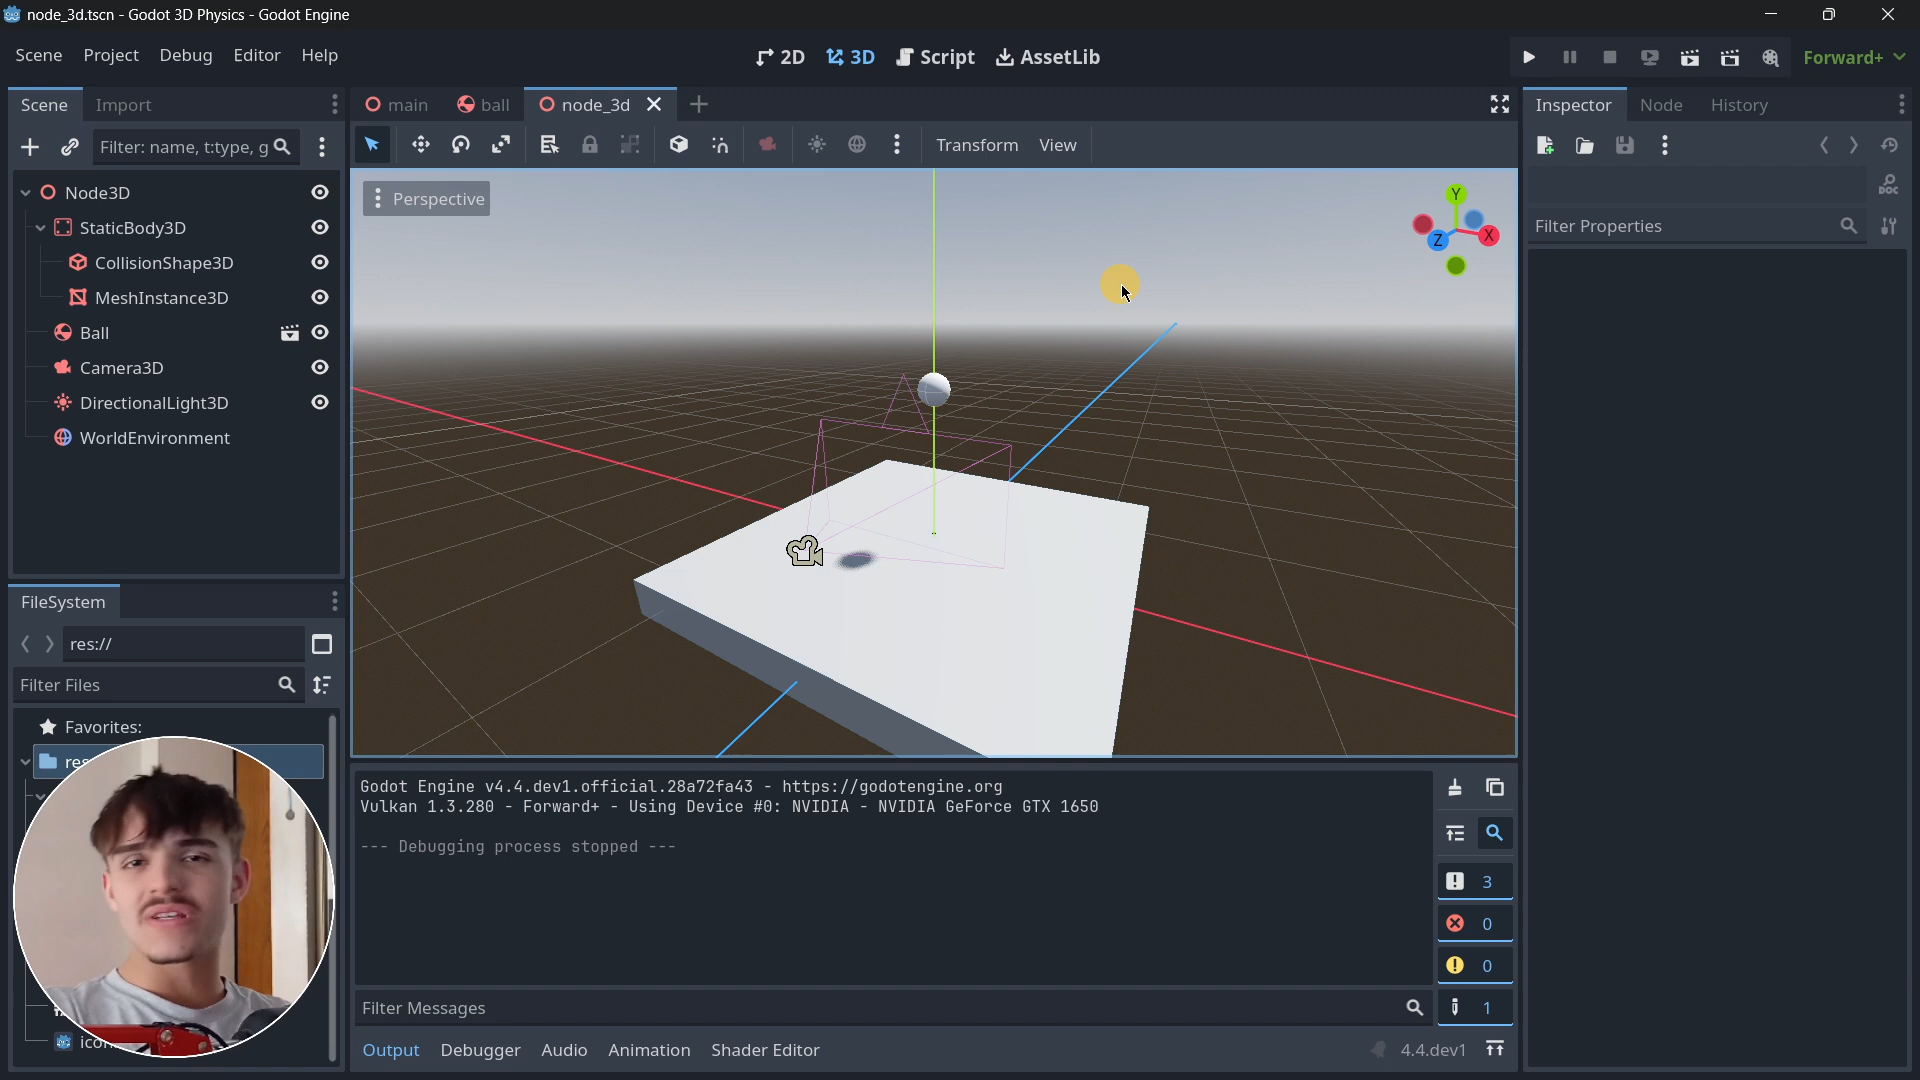 node_3d.tscn - Godot 3D Physics - Godot Engine
Scene Project Debug Editor Help
2D 3D Script AssetLib
Forward+
Scene Import
main ball node_3d
Inspector Node History
Filter: name, t:type, g
Transform View
Node3D
StaticBody3D
CollisionShape3D
MeshInstance3D
Ball
Camera3D
DirectionalLight3D
WorldEnvironment
Perspective
Y
X
Z
DOC
Filter Properties
FileSystem
res://
Filter Files
Favorites:
res
Godot Engine v4.4.dev1.official.28a72fa43 - https://godotengine.org
Vulkan 1.3.280 - Forward+ - Using Device #0: NVIDIA - NVIDIA GeForce GTX 1650
--- Debugging process stopped ---
3
0
0
1
Filter Messages
Output Debugger Audio Animation Shader Editor
4.4.dev1